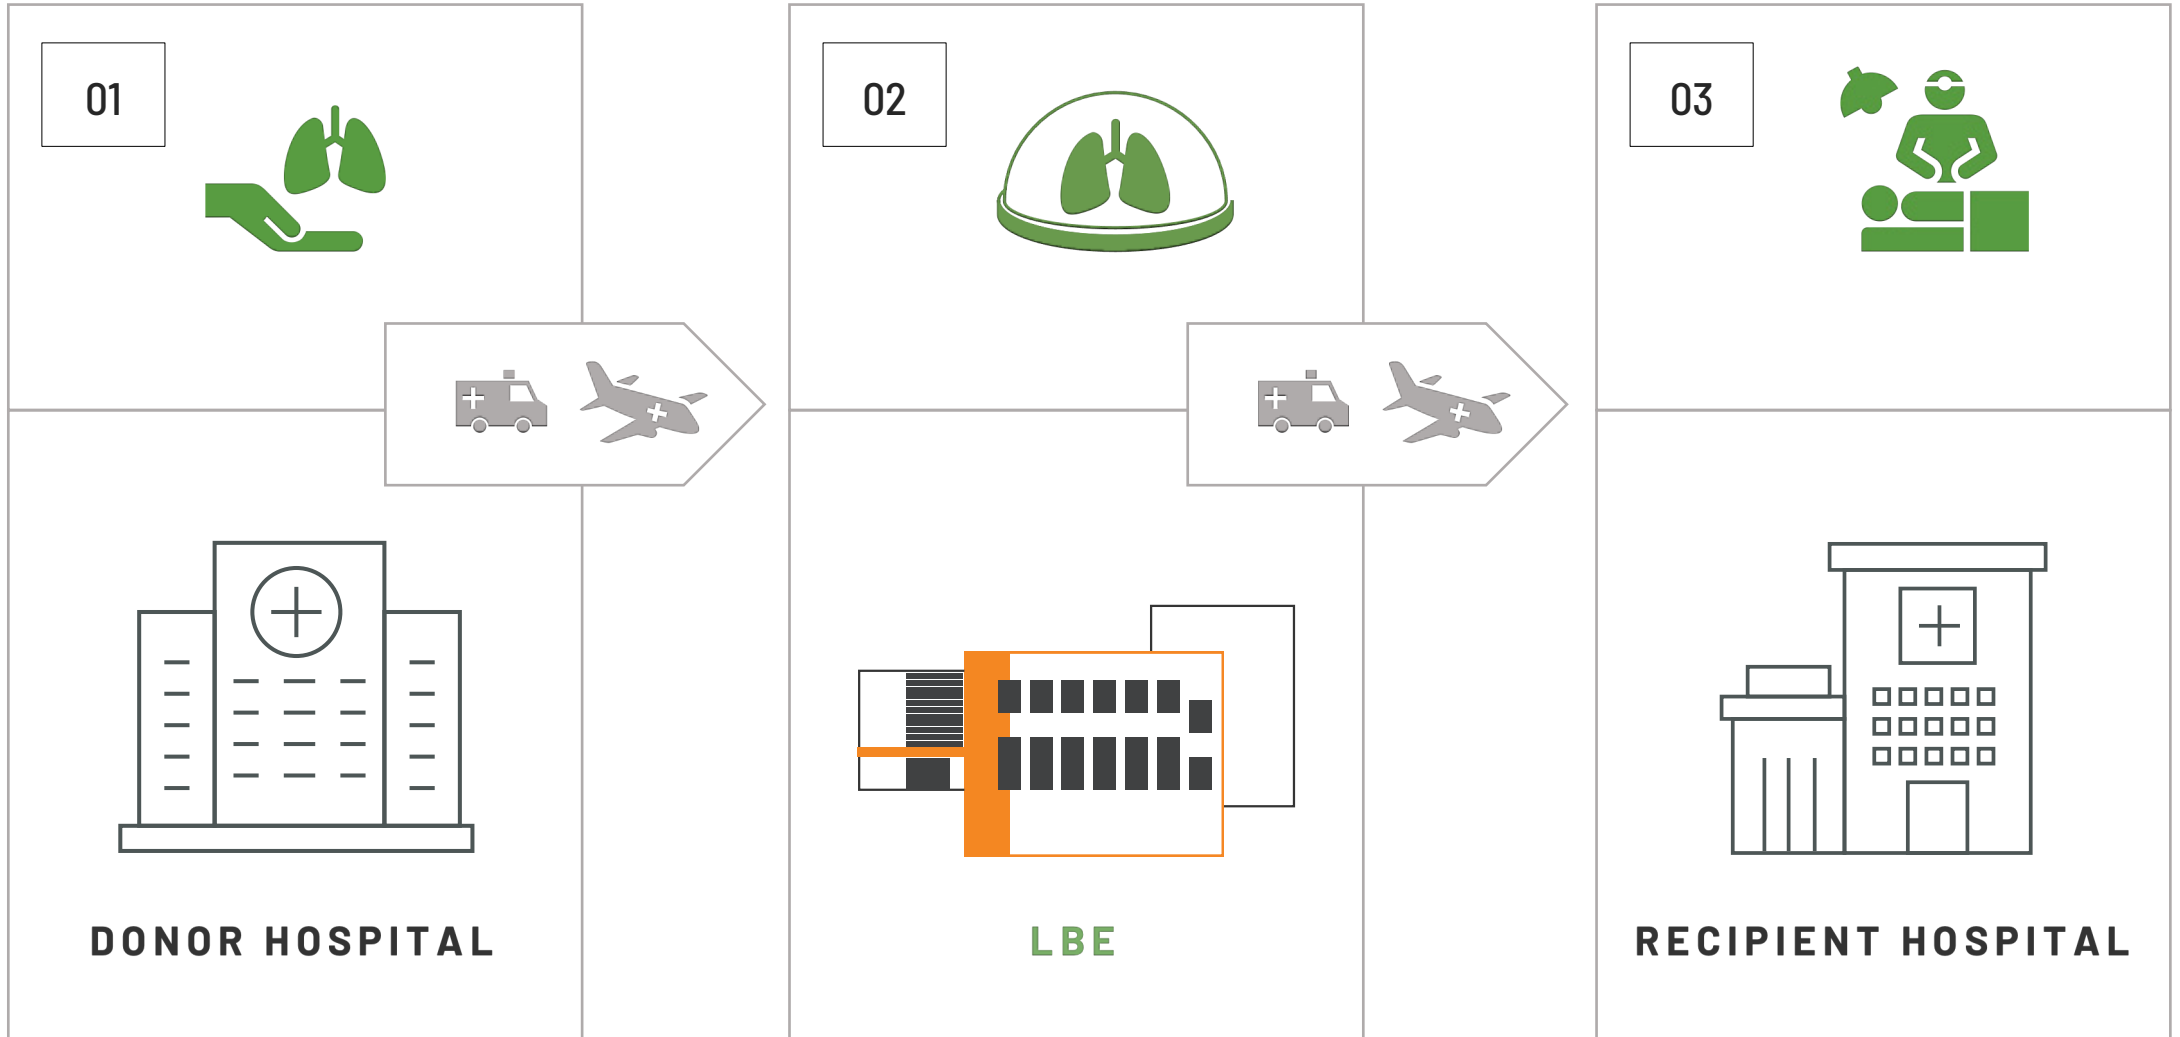 01
02
03
DONOR HOSPITAL
LBE
RECIPIENT HOSPITAL